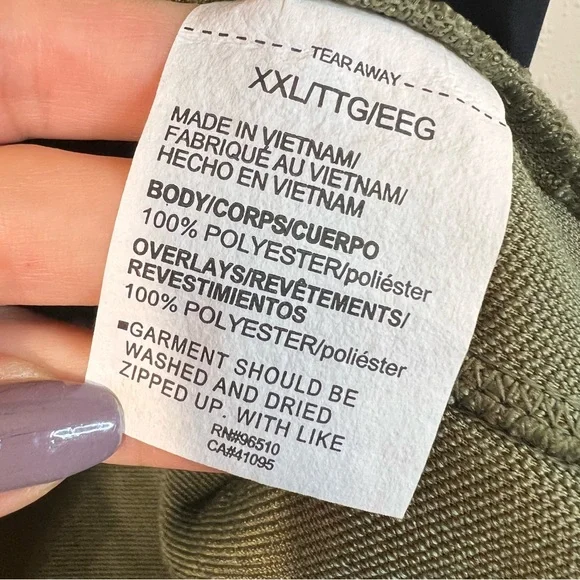 TEAR AWAY
XXL/TTG/EEG
MADE IN VIETNAM/
FABRIQUÉ AU VIETNAM/
HECHO EN VIETNAM
BODY/CORPS/CUERPO
100% POLYESTER/poliéster
OVERLAYS/REVÊTEMENTS/
REVESTIMIENTOS
100% POLYESTER/poliéster
■GARMENT SHOULD BE
WASHED AND DRIED
ZIPPED UP. WITH LIKE
RN#96510
CA#41095